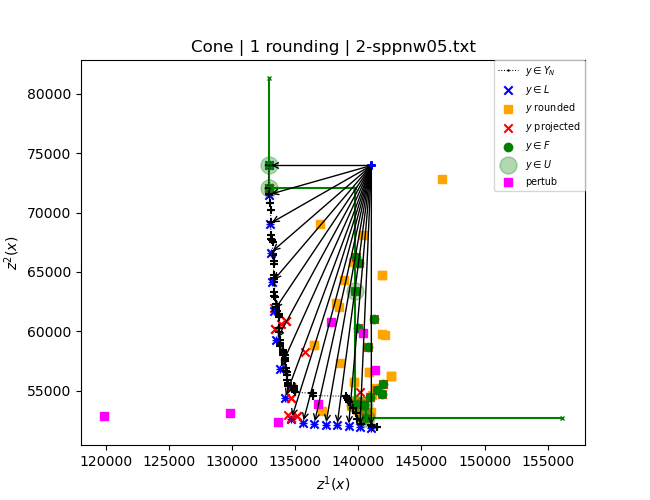 Cone | 1 rounding | 2-sppnw05.txt
y ∈ Y_N
y ∈ L
y rounded
y projected
y ∈ F
y ∈ U
pertub
z²(x)
80000
75000
70000
65000
60000
55000
120000 125000 130000 135000 140000 145000 150000 155000
z¹(x)